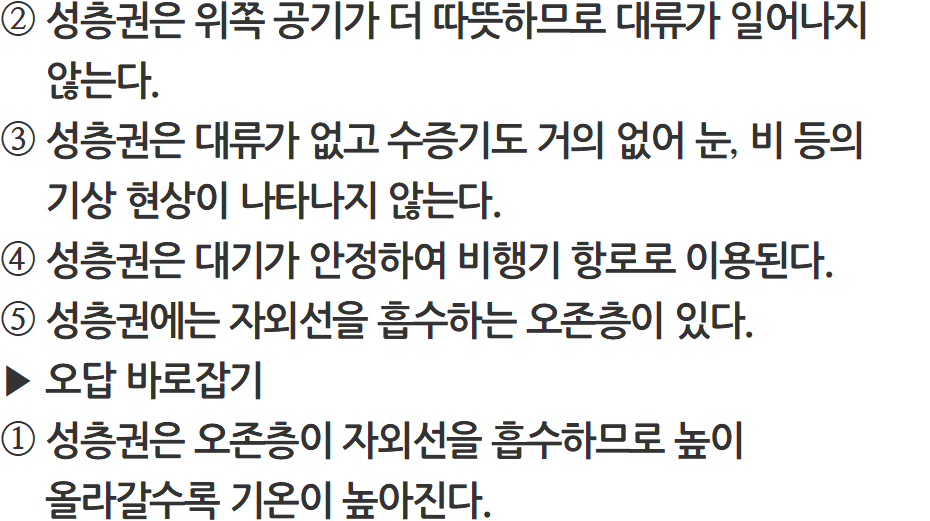 ② 성층권은 위쪽 공기가 더 따뜻하므로 대류가 일어나지
않는다.
③ 성층권은 대류가 없고 수증기도 거의 없어 눈, 비 등의
기상 현상이 나타나지 않는다.
④ 성층권은 대기가 안정하여 비행기 항로로 이용된다.
⑤ 성층권에는 자외선을 흡수하는 오존층이 있다.
▶ 오답 바로잡기
① 성층권은 오존층이 자외선을 흡수하므로 높이
올라갈수록 기온이 높아진다.